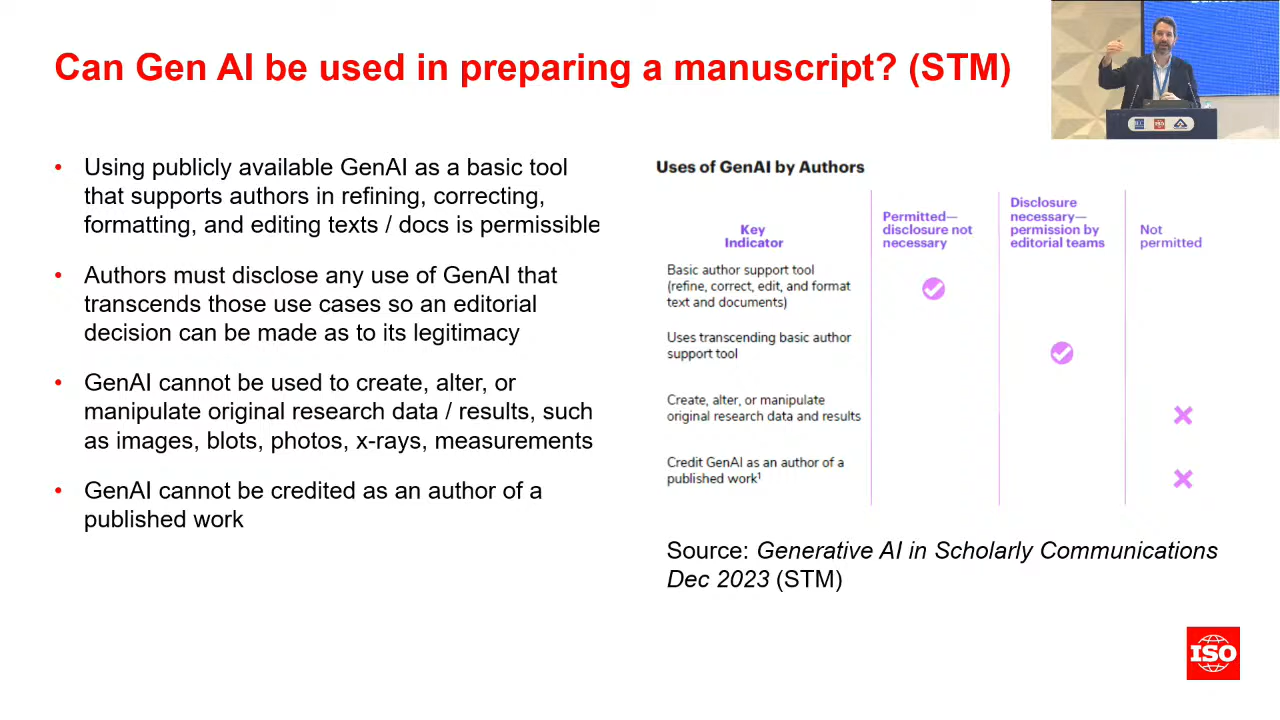 Can Gen AI be used in preparing a manuscript? (STM)
• Using publicly available GenAI as a basic tool
that supports authors in refining, correcting,
formatting, and editing texts / docs is permissible
• Authors must disclose any use of GenAI that
transcends those use cases so an editorial
decision can be made as to its legitimacy
• GenAI cannot be used to create, alter, or
manipulate original research data / results, such
as images, blots, photos, x-rays, measurements
• GenAI cannot be credited as an author of a
published work
Uses of GenAI by Authors
Key
Indicator
Permitted—
disclosure not
necessary
Disclosure
necessary—
permission by
editorial teams
Not
permitted
Basic author support tool
(refine, correct, edit, and format
text and documents)
Uses transcending basic author
support tool
Create, alter, or manipulate
original research data and results
Credit GenAI as an author of a
published work¹
Source: Generative AI in Scholarly Communications
Dec 2023 (STM)
ISO
IEC
ISO